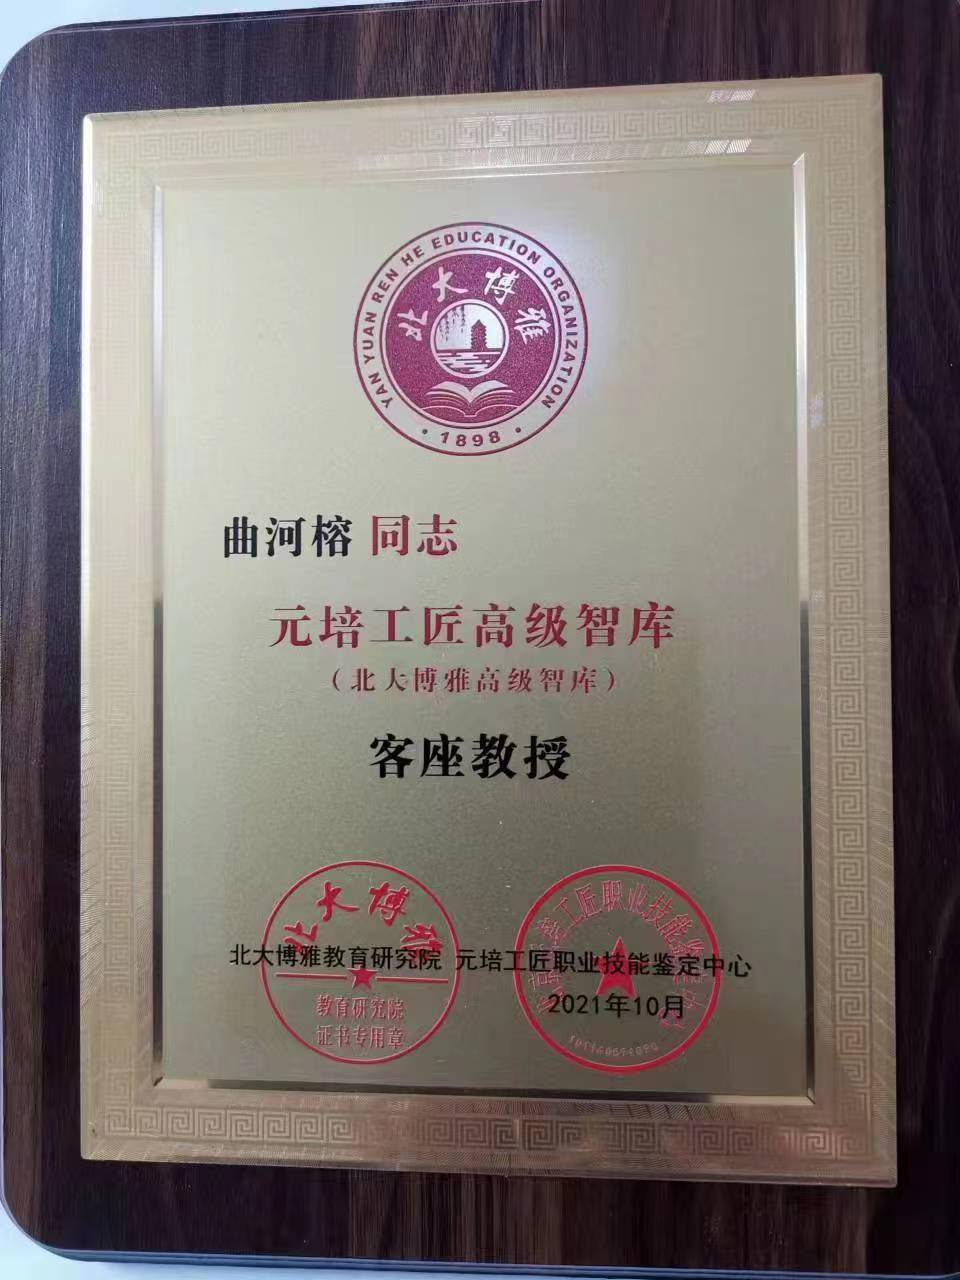 YAN YUAN REN HE EDUCATION ORGANIZATION
北大博雅
· 1898 ·
曲河榕 同志
元培工匠高级智库
（北大博雅高级智库）
客座教授
北大博雅
北大博雅教育研究院 元培工匠职业技能鉴定中心
2021年10月
教育研究院
证书专用章